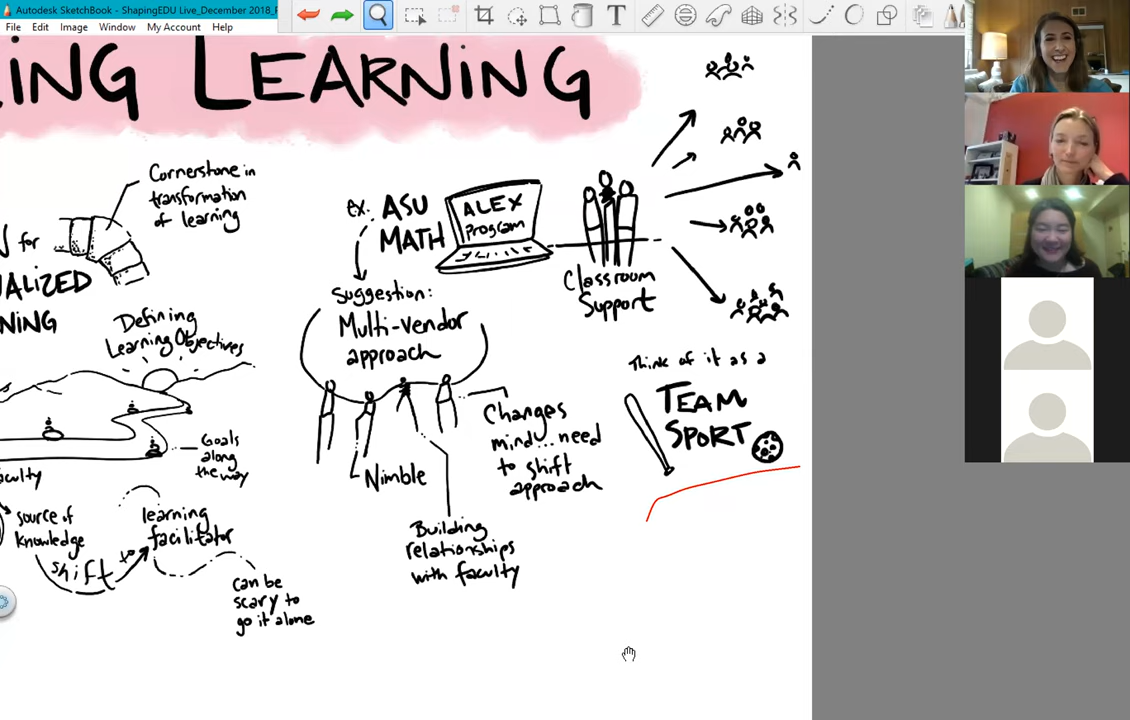 Autodesk SketchBook - ShapingEDU Live_December 2018_
File Edit Image Window My Account Help
T
ING LEARNING
Cornerstone in
transformation
of learning
for
ALIZED
NING
Defining
Learning Objectives
Goals
along
the way
aculty
source of
knowledge
shift to
learning
facilitator
can be
scary to
go it alone
ex. ASU
MATH
ALEX
Program
Classroom
Support
Suggestion:
Multi-vendor
approach
Nimble
Building
relationships
with faculty
Changes
mind... need
to shift
approach
Think of it as a
TEAM
SPORT